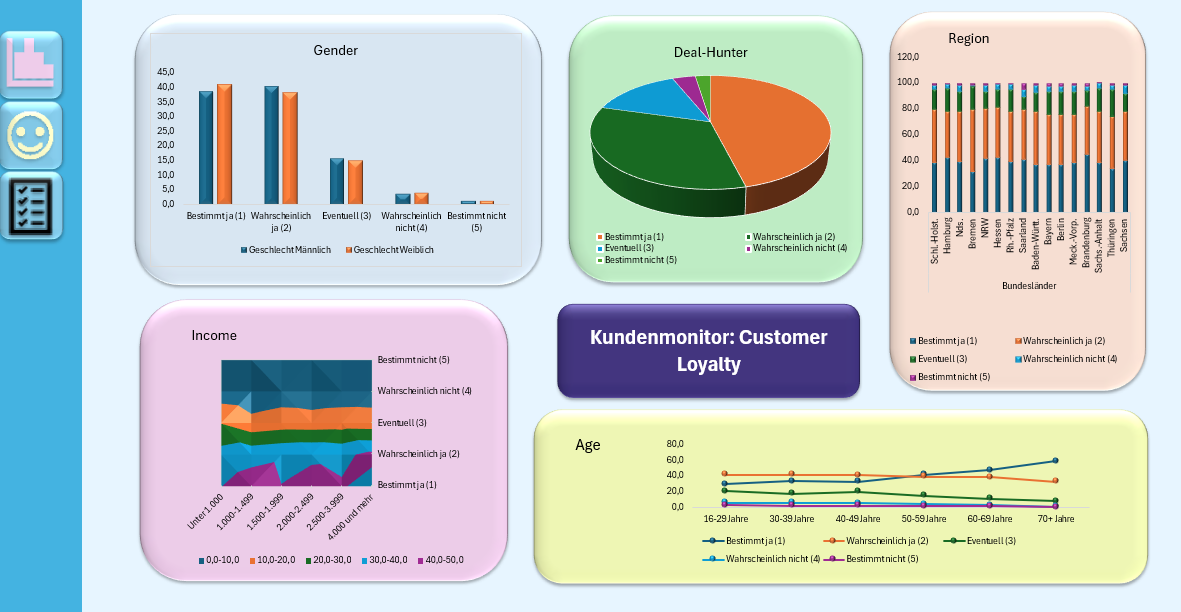 Gender
45,0
40,0
35,0
30,0
25,0
20,0
15,0
10,0
5,0
0,0
Bestimmt ja (1)
Wahrscheinlich
ja (2)
Eventuell (3)
Wahrscheinlich
nicht (4)
Bestimmt nicht
(5)
Geschlecht Männlich
Geschlecht Weiblich
Deal-Hunter
Bestimmt ja (1)
Wahrscheinlich ja (2)
Eventuell (3)
Wahrscheinlich nicht (4)
Bestimmt nicht (5)
Region
120,0
100,0
80,0
60,0
40,0
20,0
0,0
Schl.-Holst.
Hamburg
Nds.
Bremen
NRW
Hessen
Rh.-Pfalz
Saarland
Baden-Württ.
Bayern
Berlin
Meck.-Vorp.
Brandenburg
Sachs.-Anhalt
Thüringen
Sachsen
Bundesländer
Bestimmt ja (1)
Wahrscheinlich ja (2)
Eventuell (3)
Wahrscheinlich nicht (4)
Bestimmt nicht (5)
Income
Bestimmt nicht (5)
Wahrscheinlich nicht (4)
Eventuell (3)
Wahrscheinlich ja (2)
Bestimmt ja (1)
Unter 1.000
1.000-1.499
1.500-1.999
2.000-2.499
2.500-3.999
4.000 und mehr
0,0-10,0
10,0-20,0
20,0-30,0
30,0-40,0
40,0-50,0
Kundenmonitor: Customer
Loyalty
Age
80,0
60,0
40,0
20,0
0,0
16-29 Jahre
30-39 Jahre
40-49 Jahre
50-59 Jahre
60-69 Jahre
70+ Jahre
Bestimmt ja (1)
Wahrscheinlich ja (2)
Eventuell (3)
Wahrscheinlich nicht (4)
Bestimmt nicht (5)